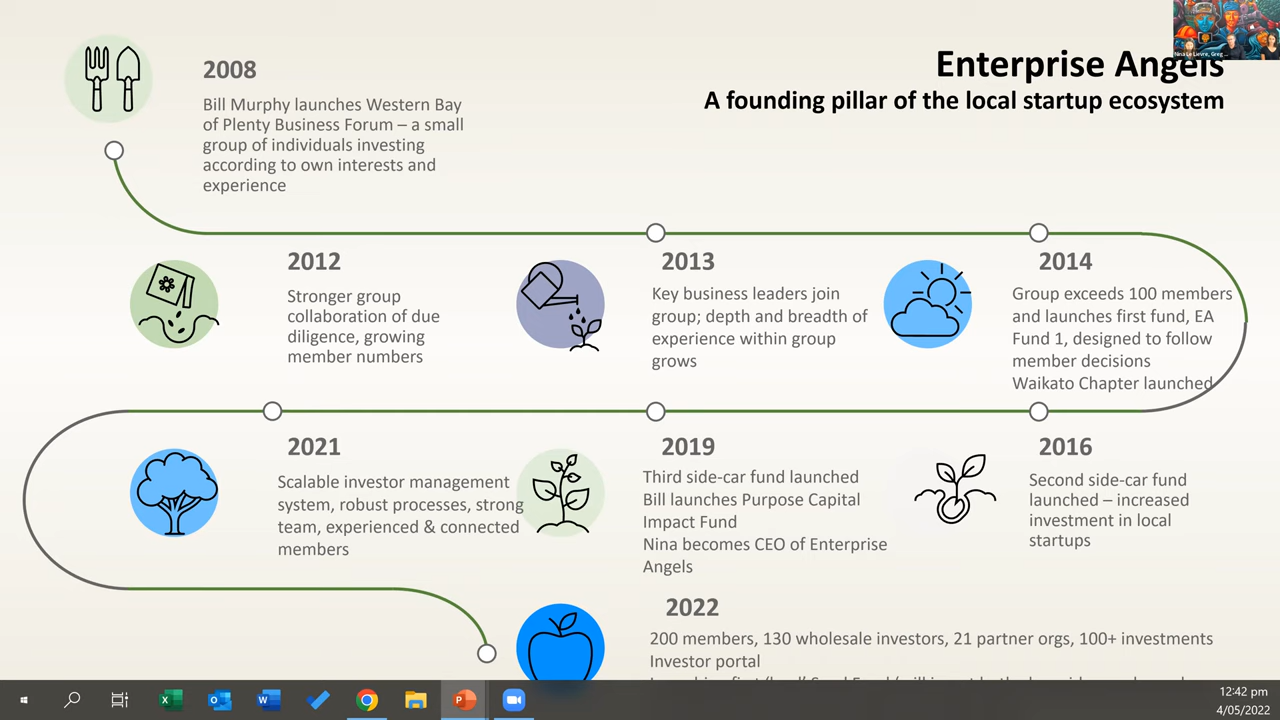 Nina Le Lievre, Greg ...
Enterprise Angels
A founding pillar of the local startup ecosystem
2008
Bill Murphy launches Western Bay
of Plenty Business Forum – a small
group of individuals investing
according to own interests and
experience
2012
Stronger group
collaboration of due
diligence, growing
member numbers
2013
Key business leaders join
group; depth and breadth of
experience within group
grows
2014
Group exceeds 100 members
and launches first fund, EA
Fund 1, designed to follow
member decisions
Waikato Chapter launched
2021
Scalable investor management
system, robust processes, strong
team, experienced & connected
members
2019
Third side-car fund launched
Bill launches Purpose Capital
Impact Fund
Nina becomes CEO of Enterprise
Angels
2016
Second side-car fund
launched – increased
investment in local
startups
2022
200 members, 130 wholesale investors, 21 partner orgs, 100+ investments
Investor portal
12:42 pm
4/05/2022